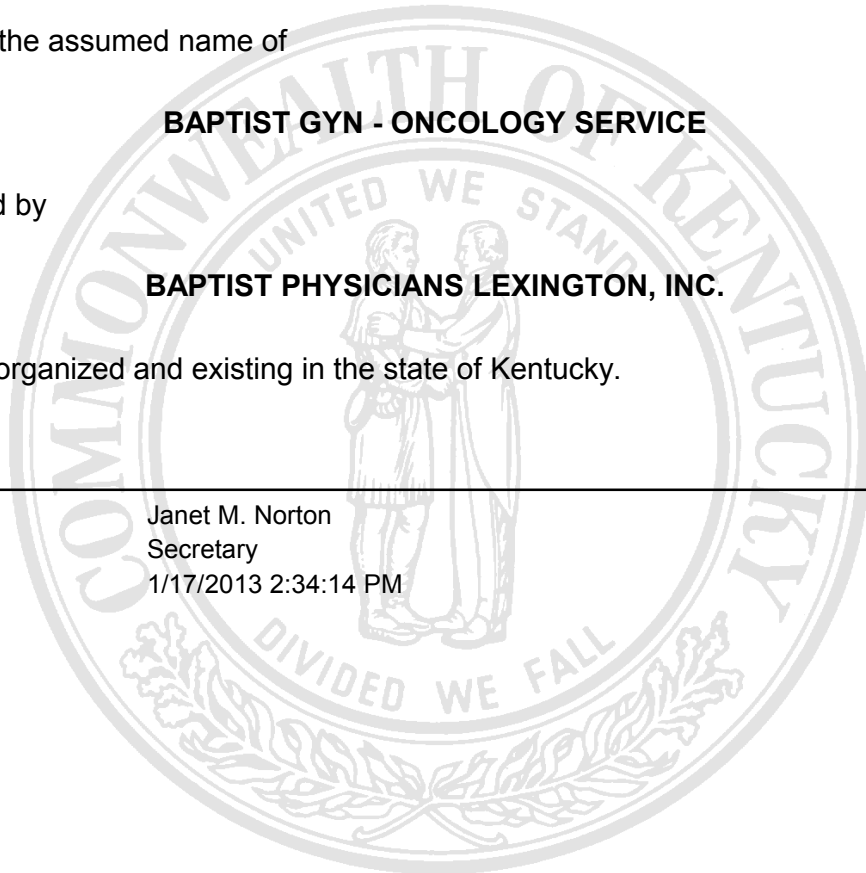 the assumed name of
BAPTIST GYN - ONCOLOGY SERVICE
d by
BAPTIST PHYSICIANS LEXINGTON, INC.
organized and existing in the state of Kentucky.
Janet M. Norton
Secretary
1/17/2013 2:34:14 PM
COMMONWEALTH OF KENTUCKY
UNITED WE STAND
DIVIDED WE FALL